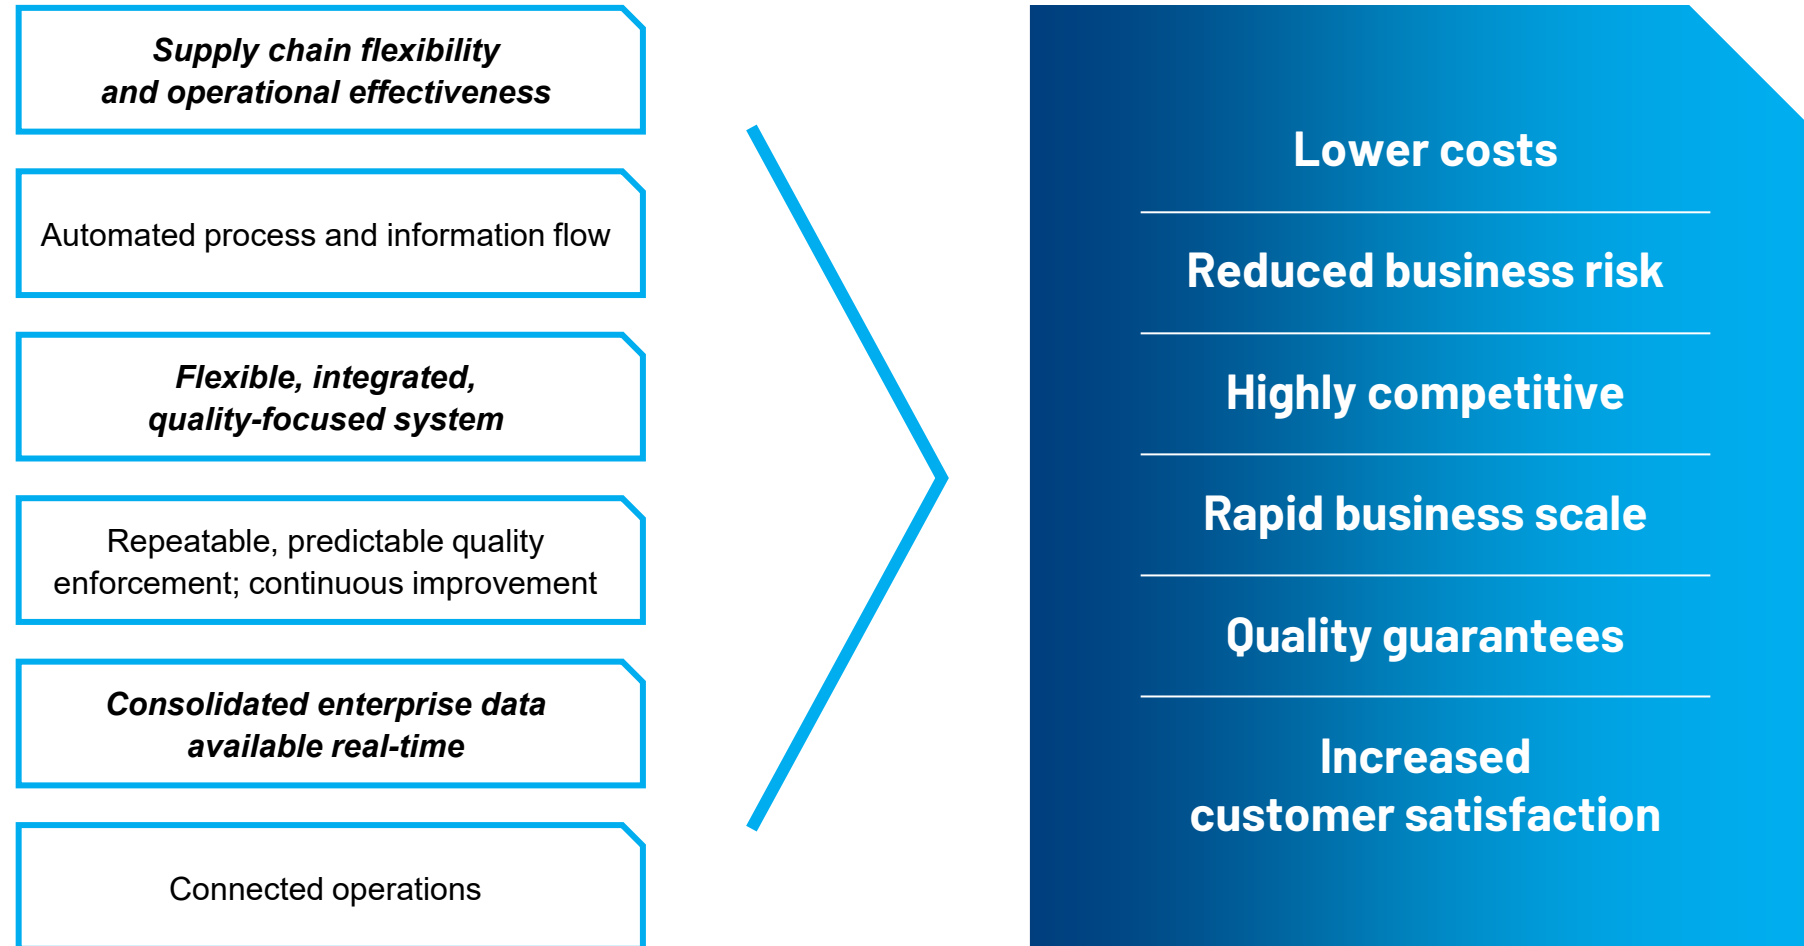 Supply chain flexibility
and operational effectiveness
Automated process and information flow
Flexible, integrated,
quality-focused system
Repeatable, predictable quality
enforcement; continuous improvement
Consolidated enterprise data
available real-time
Connected operations
Lower costs
Reduced business risk
Highly competitive
Rapid business scale
Quality guarantees
Increased
customer satisfaction